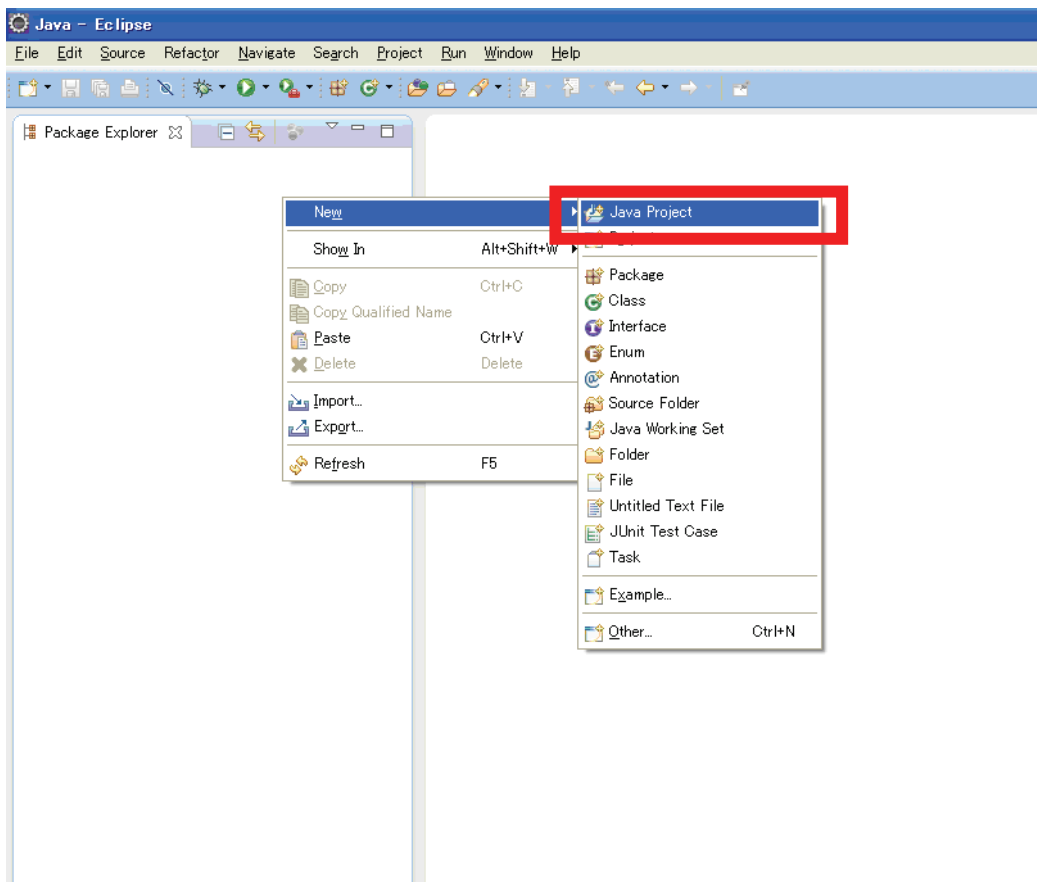 Java - Eclipse
File Edit Source Refactor Navigate Search Project Run Window Help
Package Explorer
New
Show In Alt+Shift+W
Copy Ctrl+C
Copy Qualified Name
Paste Ctrl+V
Delete Delete
Import...
Export...
Refresh F5
Java Project
Package
Class
Interface
Enum
Annotation
Source Folder
Java Working Set
Folder
File
Untitled Text File
JUnit Test Case
Task
Example...
Other... Ctrl+N